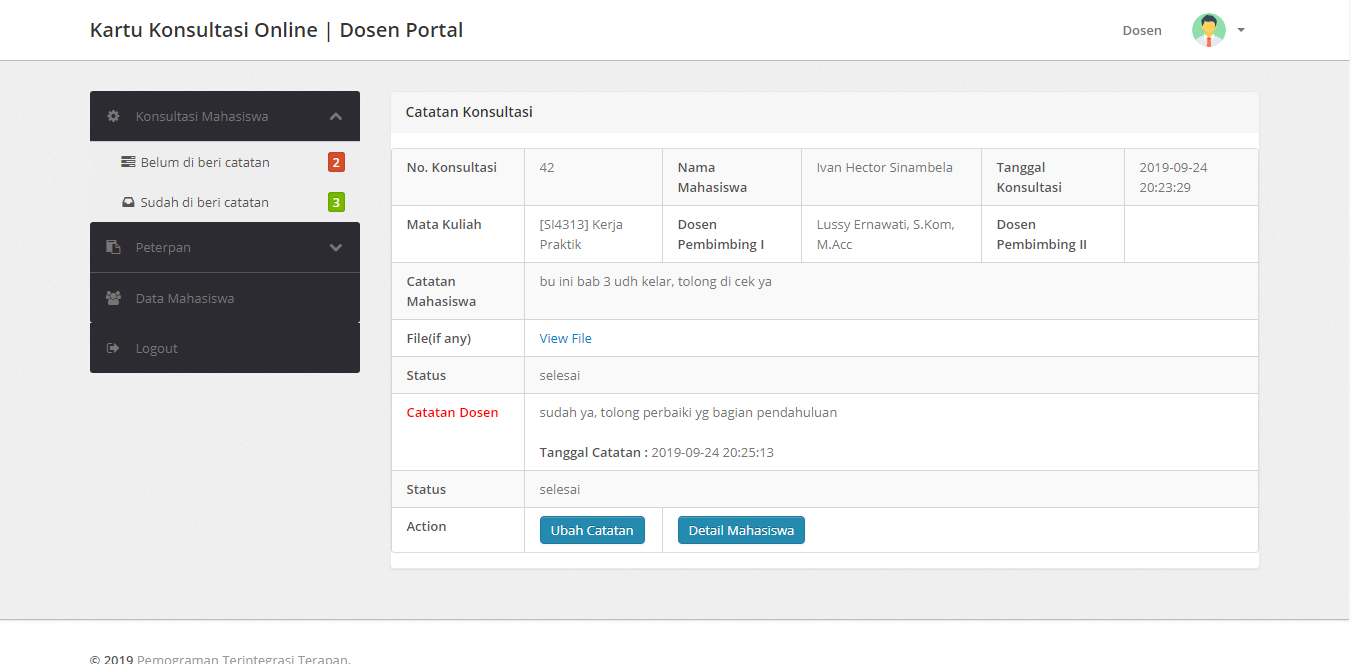 Kartu Konsultasi Online | Dosen Portal
Dosen
Konsultasi Mahasiswa
Belum di beri catatan 2
Sudah di beri catatan 3
Peterpan
Data Mahasiswa
Logout
Catatan Konsultasi
No. Konsultasi
42
Nama
Mahasiswa
Ivan Hector Sinambela
Tanggal
Konsultasi
2019-09-24
20:23:29
Mata Kuliah
[SI4313] Kerja
Praktik
Dosen
Pembimbing I
Lussy Ernawati, S.Kom,
M.Acc
Dosen
Pembimbing II
Catatan
Mahasiswa
bu ini bab 3 udh kelar, tolong di cek ya
File(if any)
View File
Status
selesai
Catatan Dosen
sudah ya, tolong perbaiki yg bagian pendahuluan
Tanggal Catatan : 2019-09-24 20:25:13
Status
selesai
Action
Ubah Catatan
Detail Mahasiswa
© 2019 Pemograman Terintegrasi Terapan.